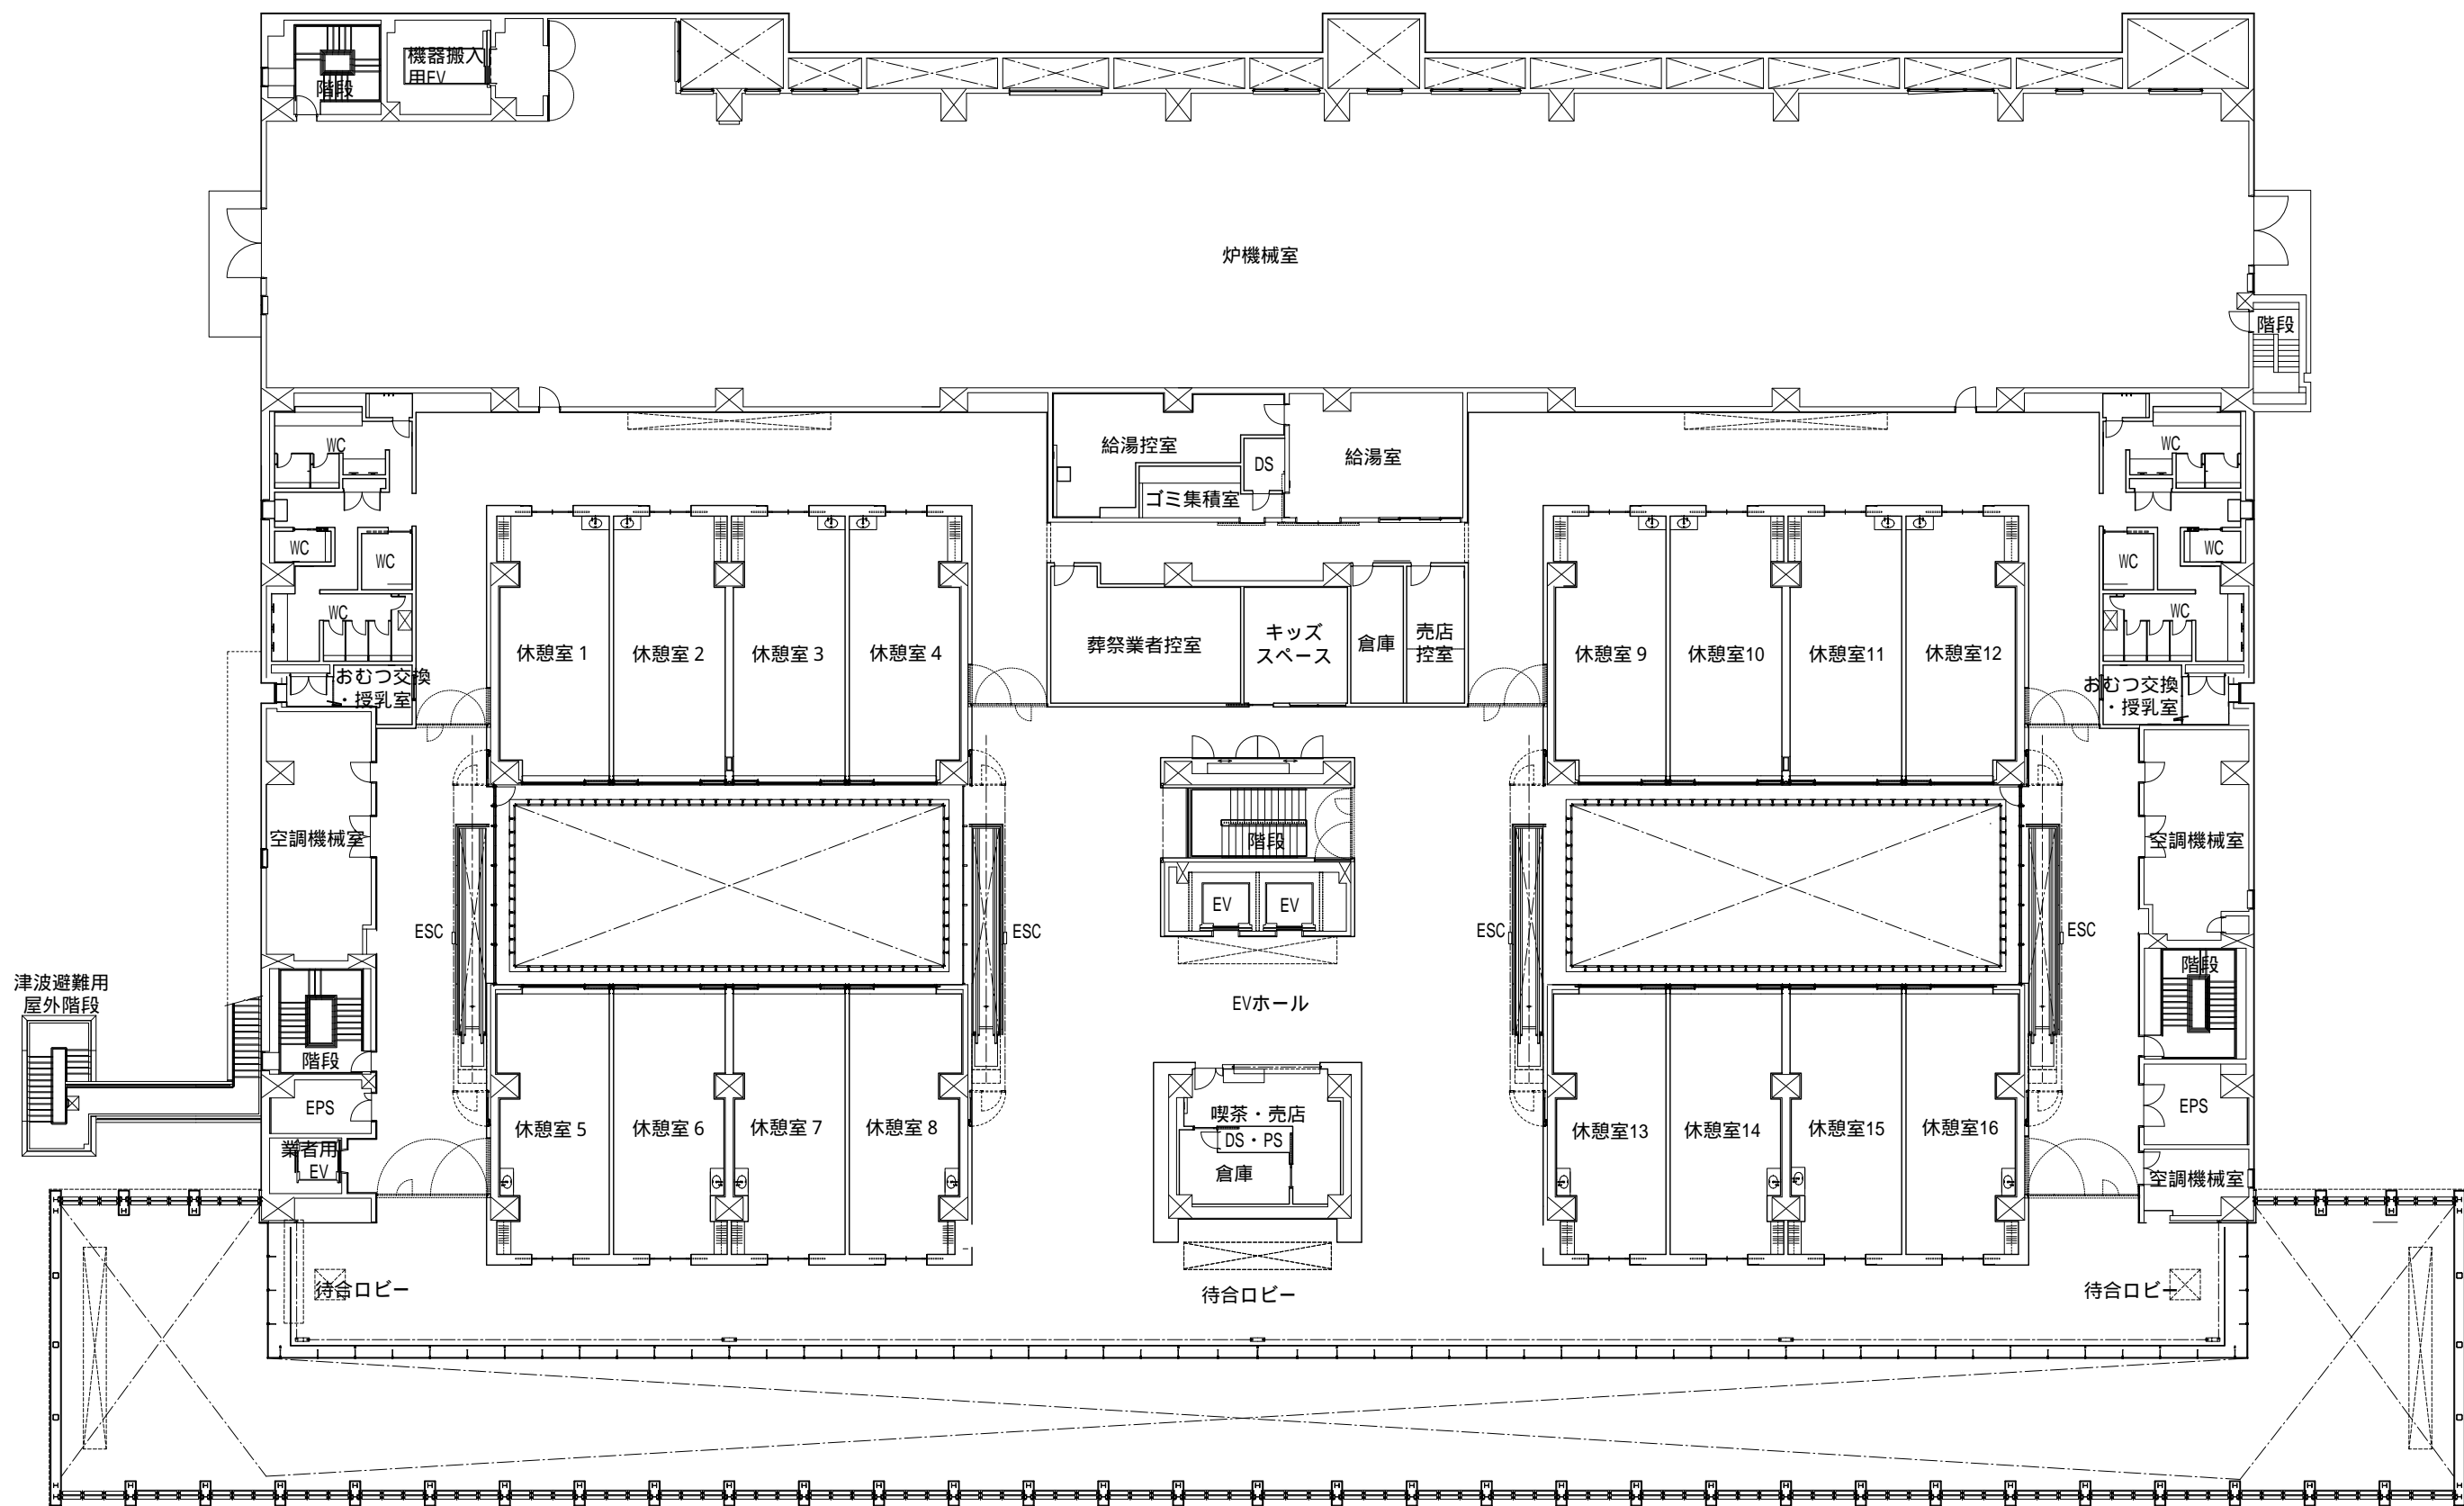 機器搬入
用EV
階段
炉機械室
階段
給湯控室
給湯室
DS
ゴミ集積室
WC
WC
WC
WC
WC
WC
WC
WC
おむつ交換
・授乳室
休憩室1
休憩室2
休憩室3
休憩室4
葬祭業者控室
キッズ
スペース
倉庫
売店
控室
休憩室9
休憩室10
休憩室11
休憩室12
おむつ交換
・授乳室
空調機械室
階段
空調機械室
EV
EV
ESC
ESC
ESC
ESC
津波避難用
屋外階段
階段
EVホール
階段
EPS
業者用
EV
休憩室5
休憩室6
休憩室7
休憩室8
喫茶・売店
DS・PS
倉庫
休憩室13
休憩室14
休憩室15
休憩室16
EPS
空調機械室
待合ロビー
待合ロビー
待合ロビー